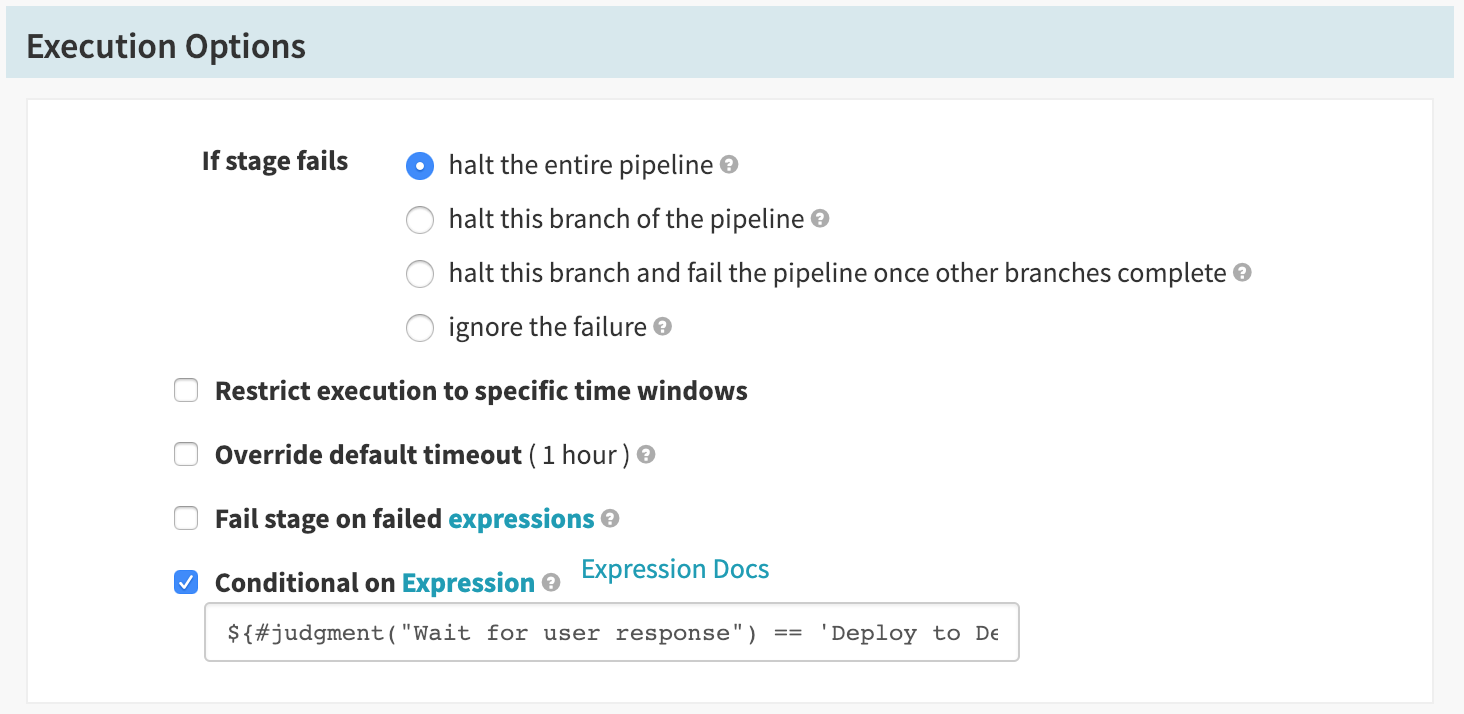 Execution Options
If stage fails
halt the entire pipeline ?
halt this branch of the pipeline ?
halt this branch and fail the pipeline once other branches complete ?
ignore the failure ?
Restrict execution to specific time windows
Override default timeout ( 1 hour ) ?
Fail stage on failed expressions ?
Conditional on Expression ? Expression Docs
${#judgment("Wait for user response") == 'Deploy to